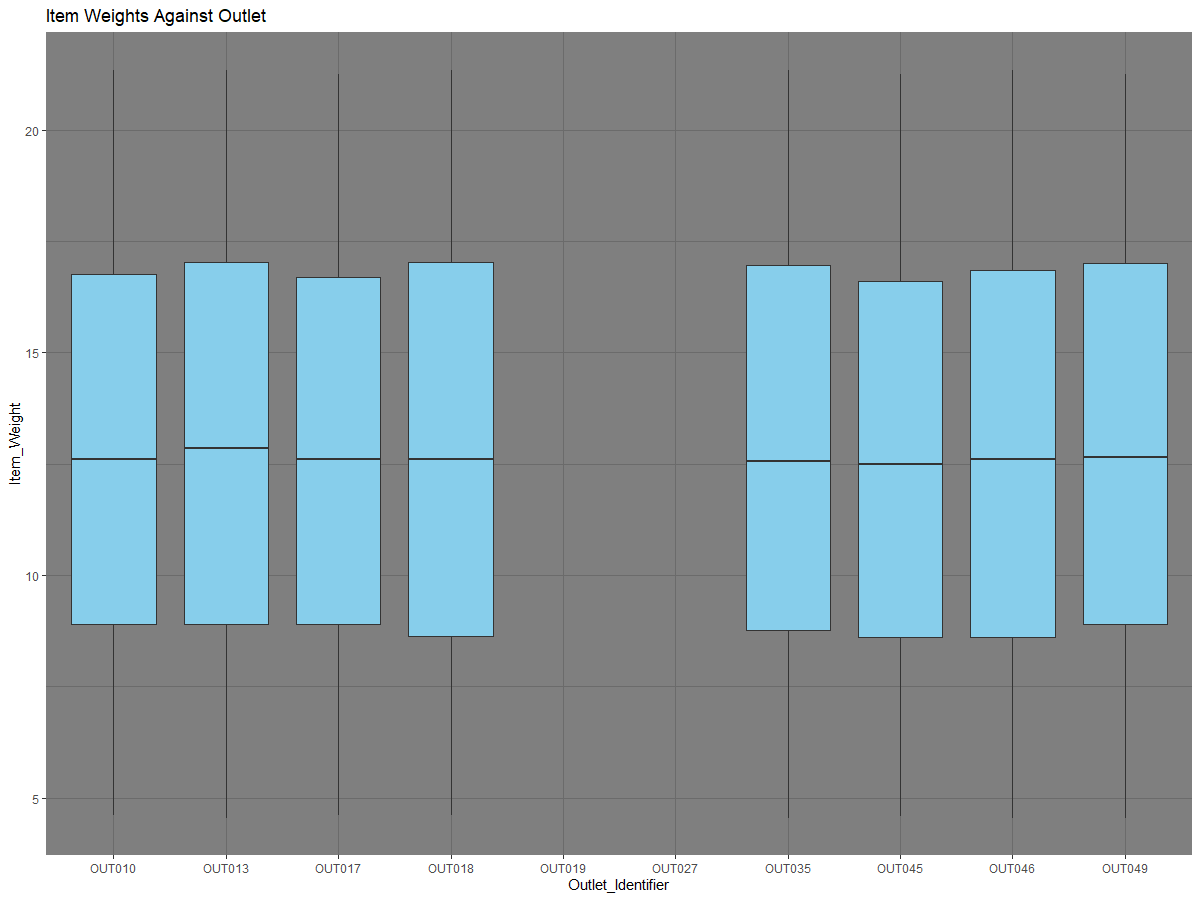 Item Weights Against Outlet
Item_Weight
20
15
10
5
OUT010 OUT013 OUT017 OUT018 OUT019 OUT027 OUT035 OUT045 OUT046 OUT049
Outlet_Identifier